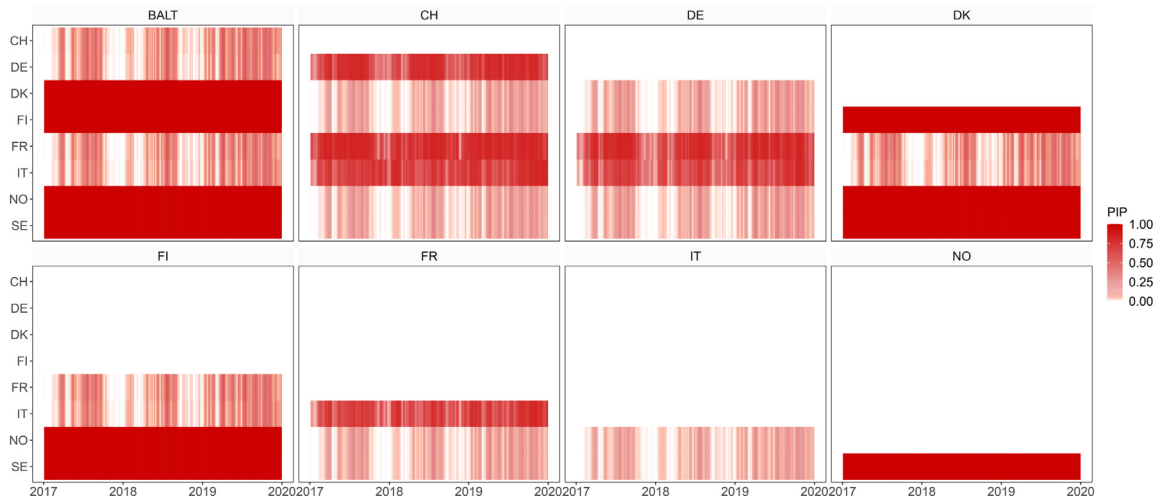 BALT CH DE DK
CH
DE
DK
FI
FR
IT
NO
SE
PIP
1.00
0.75
0.50
0.25
0.00
FI FR IT NO
CH
DE
DK
FI
FR
IT
NO
SE
2017 2018 2019 2020 2017 2018 2019 2020 2017 2018 2019 2020 2017 2018 2019 2020